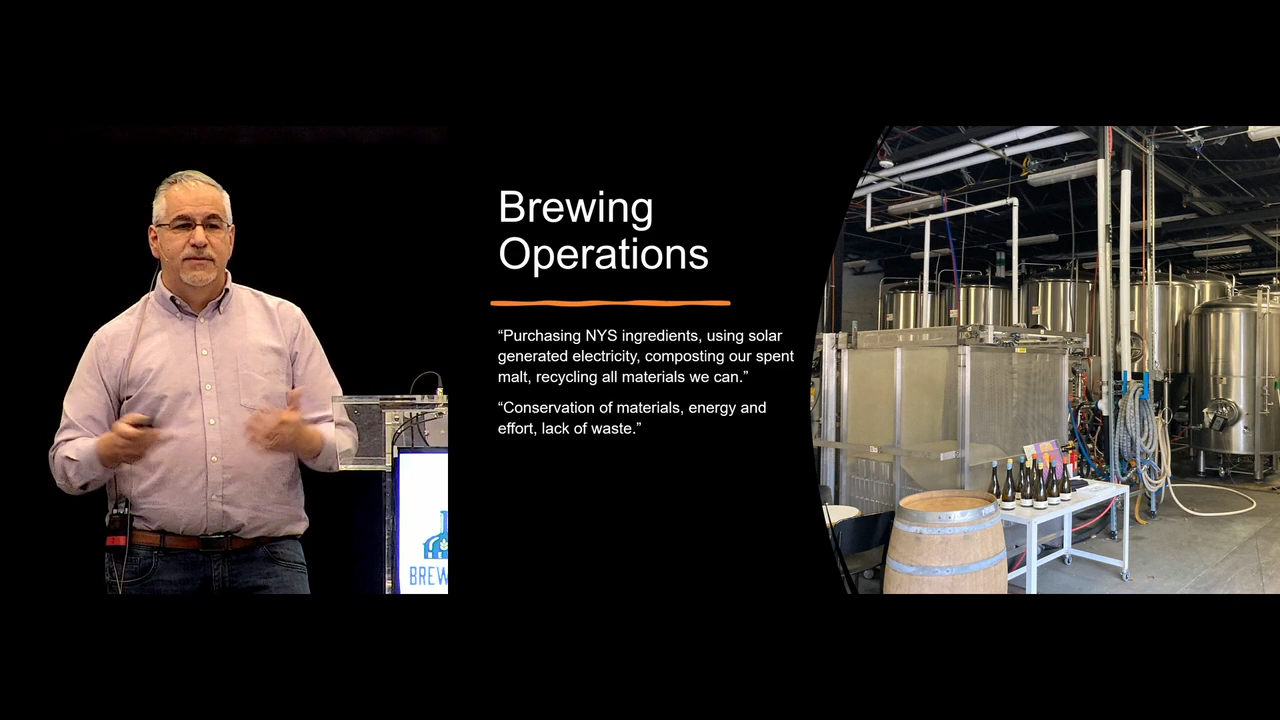 Brewing
Operations
“Purchasing NYS ingredients, using solar
generated electricity, composting our spent
malt, recycling all materials we can.”
“Conservation of materials, energy and
effort, lack of waste.”
BREW